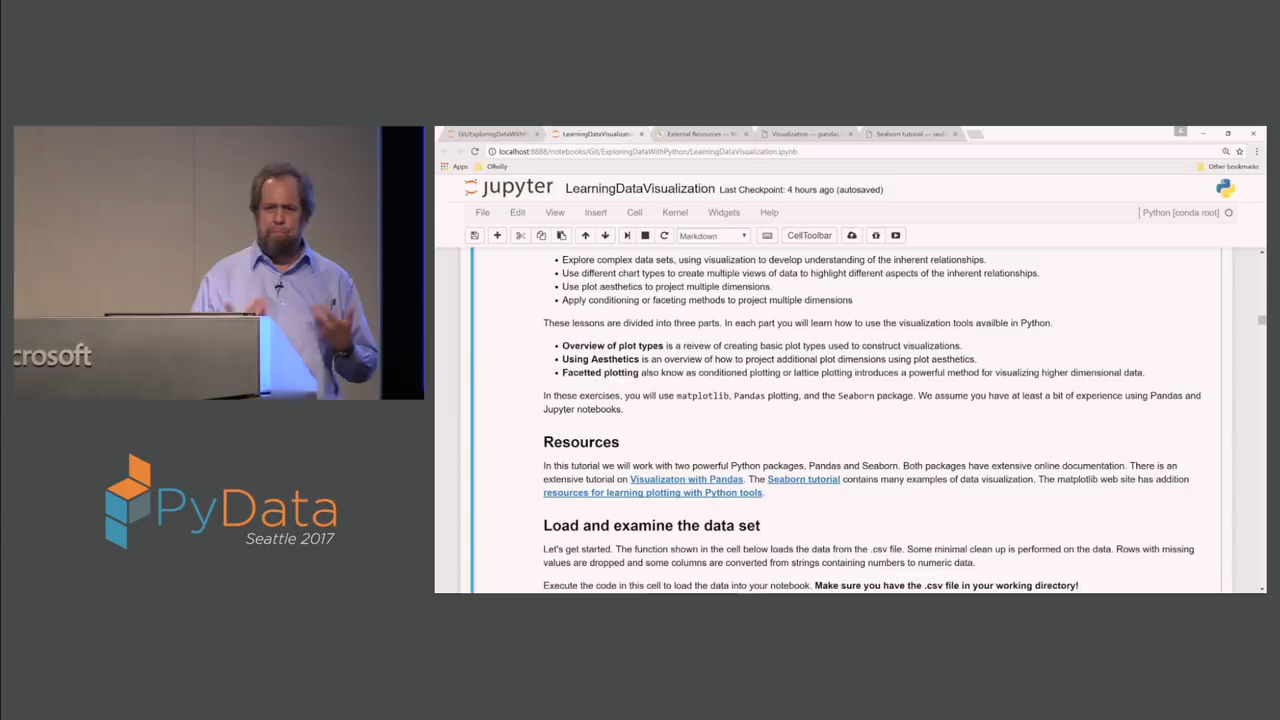 crosoft
PyData
Seattle 2017
Git/ExploringDataWithP
LearningDataVisualizatio
External Resources — M
Visualization — pandas
Seaborn tutorial — sea
localhost:8888/notebooks/Git/ExploringDataWithPython/LearningDataVisualization.ipynb
Apps
OReilly
Other bookmarks
jupyter
LearningDataVisualization Last Checkpoint: 4 hours ago (autosaved)
File Edit View Insert Cell Kernel Widgets Help
Python [conda root]
Markdown
CellToolbar
• Explore complex data sets, using visualization to develop understanding of the inherent relationships.
• Use different chart types to create multiple views of data to highlight different aspects of the inherent relationships.
• Use plot aesthetics to project multiple dimensions.
• Apply conditioning or faceting methods to project multiple dimensions
These lessons are divided into three parts. In each part you will learn how to use the visualization tools availble in Python.
• Overview of plot types is a reivew of creating basic plot types used to construct visualizations.
• Using Aesthetics is an overview of how to project additional plot dimensions using plot aesthetics.
• Facetted plotting also know as conditioned plotting or lattice plotting introduces a powerful method for visualizing higher dimensional data.
In these exercises, you will use matplotlib, Pandas plotting, and the Seaborn package. We assume you have at least a bit of experience using Pandas and
Jupyter notebooks.
Resources
In this tutorial we will work with two powerful Python packages, Pandas and Seaborn. Both packages have extensive online documentation. There is an
extensive tutorial on Visualizaton with Pandas. The Seaborn tutorial contains many examples of data visualization. The matplotlib web site has addition
resources for learning plotting with Python tools.
Load and examine the data set
Let's get started. The function shown in the cell below loads the data from the .csv file. Some minimal clean up is performed on the data. Rows with missing
values are dropped and some columns are converted from strings containing numbers to numeric data.
Execute the code in this cell to load the data into your notebook. Make sure you have the .csv file in your working directory!